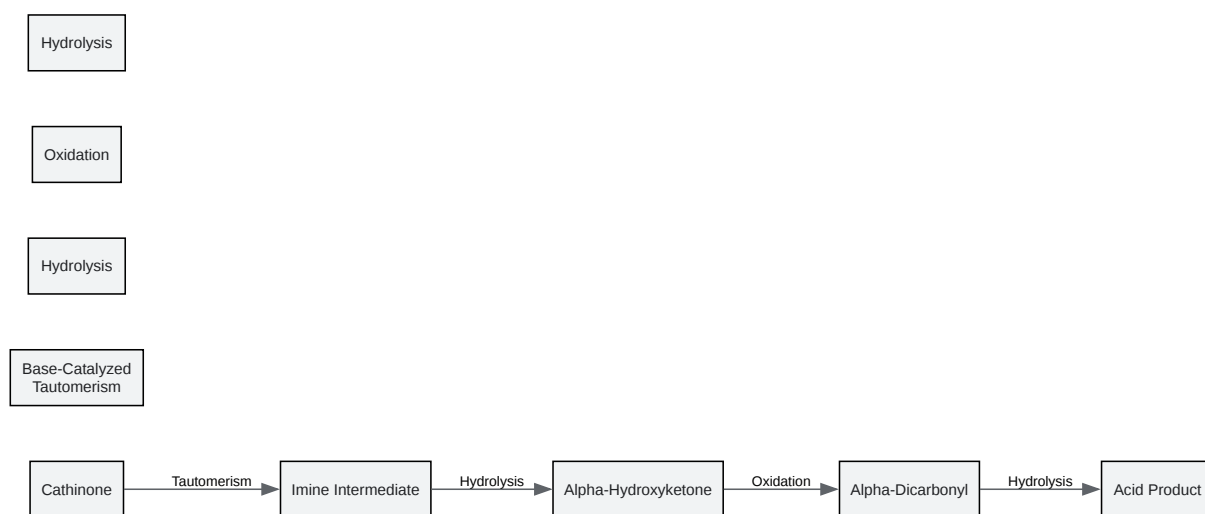 Hydrolysis
Oxidation
Hydrolysis
Base-Catalyzed
Tautomerism
Cathinone
Tautomerism
Imine Intermediate
Hydrolysis
Alpha-Hydroxyketone
Oxidation
Alpha-Dicarbonyl
Hydrolysis
Acid Product